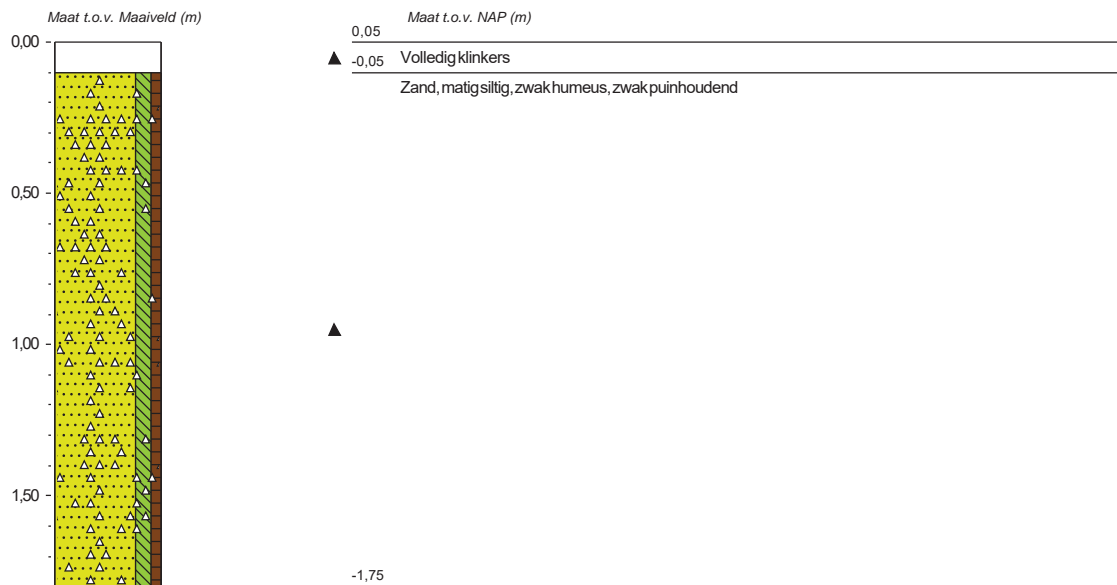 Maat t.o.v. Maaiveld (m)
Maat t.o.v. NAP (m)
0,05
0,00
-0,05 Volledig klinkers
Zand, matig siltig, zwak humeus, zwak puinhoudend
0,50
1,00
1,50
-1,75